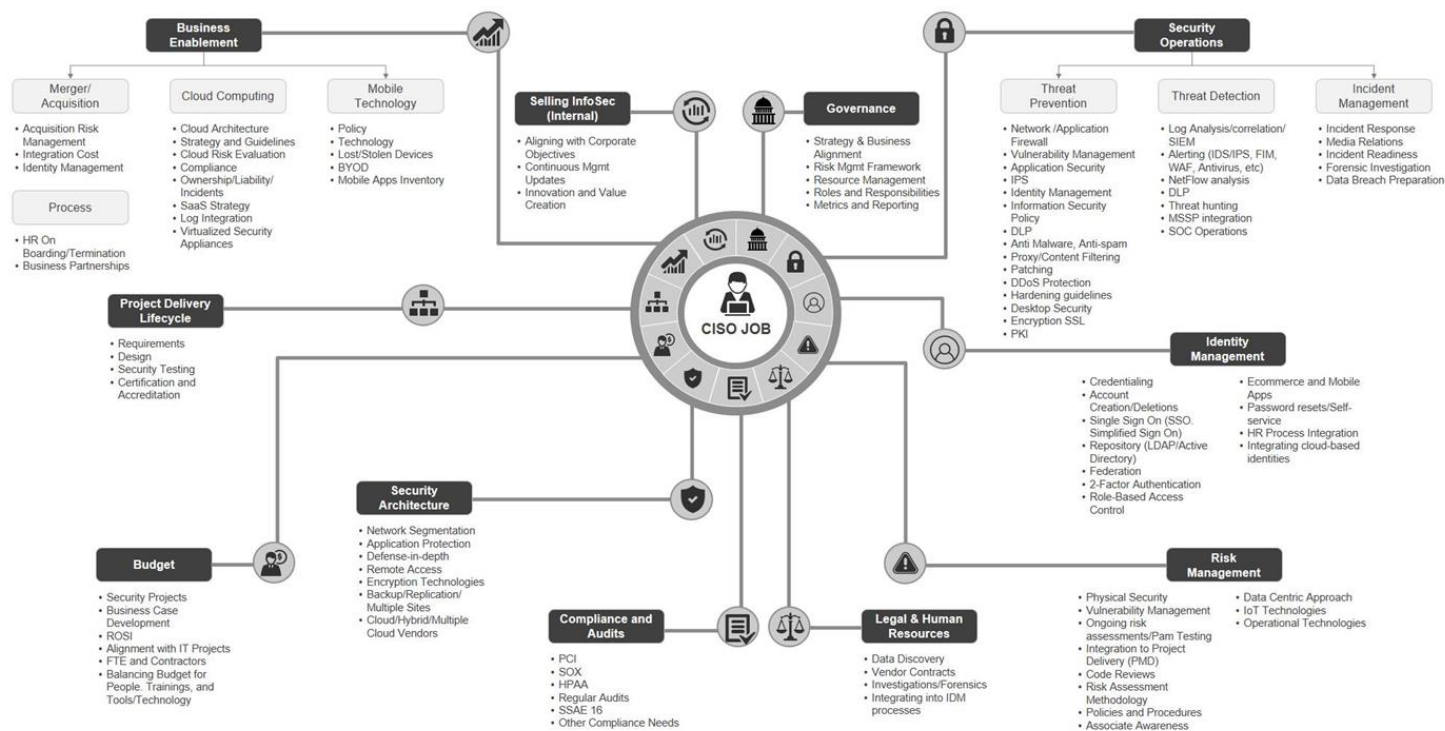 Business
Enablement
Merger/
Acquisition
• Acquisition Risk
Management
• Integration Cost
• Identity Management
Process
• HR On
Boarding/Termination
• Business Partnerships
Cloud Computing
• Cloud Architecture
• Strategy and Guidelines
• Cloud Risk Evaluation
• Compliance
• Ownership/Liability/
Incidents
• SaaS Strategy
• Log Integration
• Virtualized Security
Appliances
Mobile
Technology
• Policy
• Technology
• Lost/Stolen Devices
• BYOD
• Mobile Apps Inventory
Selling InfoSec
(Internal)
• Aligning with Corporate
Objectives
• Continuous Mgmt
Updates
• Innovation and Value
Creation
Governance
• Strategy & Business
Alignment
• Risk Mgmt Framework
• Resource Management
• Roles and Responsibilities
• Metrics and Reporting
Security
Operations
Threat
Prevention
• Network /Application
Firewall
• Vulnerability Management
• Application Security
• IPS
• Identity Management
• Information Security
Policy
• DLP
• Anti Malware, Anti-spam
• Proxy/Content Filtering
• Patching
• DDoS Protection
• Hardening guidelines
• Desktop Security
• Encryption SSL
• PKI
Threat Detection
• Log Analysis/correlation/
SIEM
• Alerting (IDS/IPS, FIM,
WAF, Antivirus, etc)
• NetFlow analysis
• DLP
• Threat hunting
• MSSP integration
• SOC Operations
Incident
Management
• Incident Response
• Media Relations
• Incident Readiness
• Forensic Investigation
• Data Breach Preparation
CISO JOB
Project Delivery
Lifecycle
• Requirements
• Design
• Security Testing
• Certification and
Accreditation
Identity
Management
• Credentialing
• Account
Creation/Deletions
• Single Sign On (SSO.
Simplified Sign On)
• Repository (LDAP/Active
Directory)
• Federation
• 2-Factor Authentication
• Role-Based Access
Control
• Ecommerce and Mobile
Apps
• Password resets/Self-
service
• HR Process Integration
• Integrating cloud-based
identities
Security
Architecture
• Network Segmentation
• Application Protection
• Defense-in-depth
• Remote Access
• Encryption Technologies
• Backup/Replication/
Multiple Sites
• Cloud/Hybrid/Multiple
Cloud Vendors
Budget
• Security Projects
• Business Case
Development
• ROSI
• Alignment with IT Projects
• FTE and Contractors
• Balancing Budget for
People. Trainings, and
Tools/Technology
Compliance and
Audits
• PCI
• SOX
• HPAA
• Regular Audits
• SSAE 16
• Other Compliance Needs
Legal & Human
Resources
• Data Discovery
• Vendor Contracts
• Investigations/Forensics
• Integrating into IDM
processes
Risk
Management
• Physical Security
• Vulnerability Management
• Ongoing risk
assessments/Pam Testing
• Integration to Project
Delivery (PMD)
• Code Reviews
• Risk Assessment
Methodology
• Policies and Procedures
• Associate Awareness
• Data Centric Approach
• IoT Technologies
• Operational Technologies